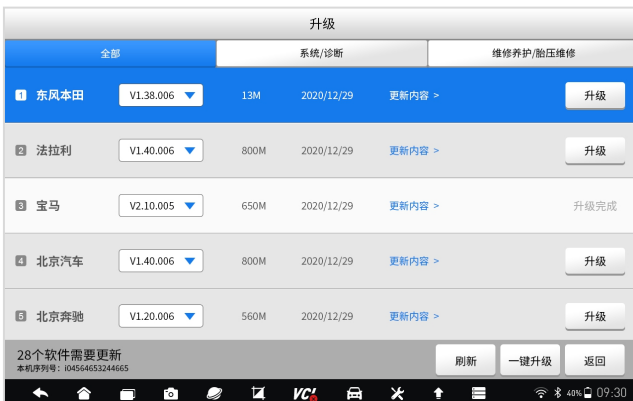 升级
全部 系统/诊断 维修养护/胎压维修
1 东风本田 V1.38.006 13M 2020/12/29 更新内容 > 升级
2 法拉利 V1.40.006 800M 2020/12/29 更新内容 > 升级
3 宝马 V2.10.005 650M 2020/12/29 更新内容 > 升级完成
4 北京汽车 V1.40.006 800M 2020/12/29 更新内容 > 升级
5 北京奔驰 V1.20.006 560M 2020/12/29 更新内容 > 升级
28个软件需要更新
本机序列号：i04564653244665
刷新 一键升级 返回
VCI 40% 09:30